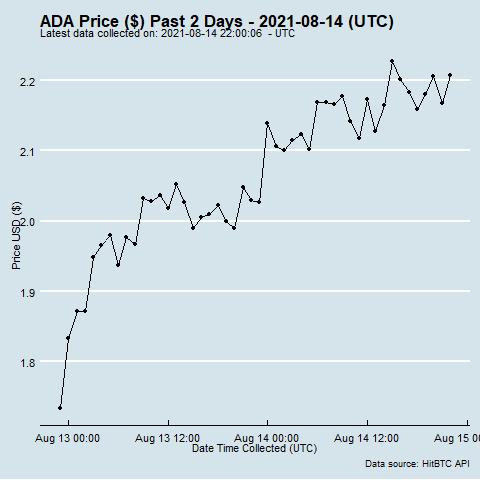 ADA Price ($) Past 2 Days - 2021-08-14 (UTC)
Latest data collected on: 2021-08-14 22:00:06  - UTC
2.2
2.1
2.0
1.9
1.8
Price USD ($)
Aug 13 00:00
Aug 13 12:00
Aug 14 00:00
Aug 14 12:00
Aug 15 00
Date Time Collected (UTC)
Data source: HitBTC API